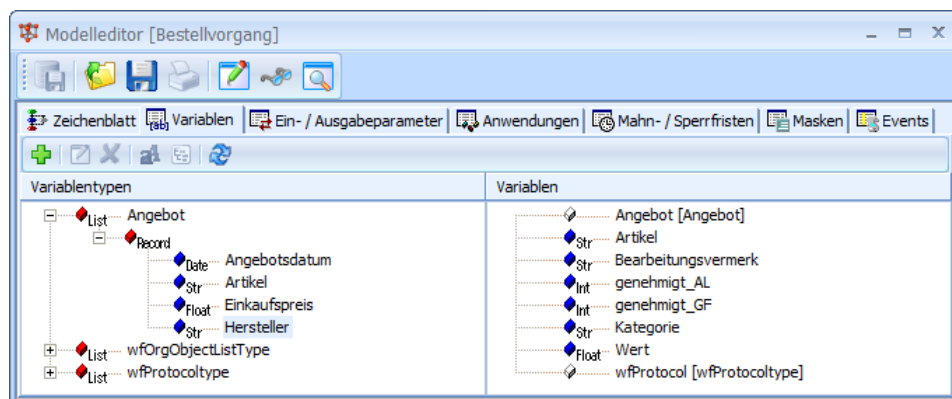 Modelleditor [Bestellvorgang]
Zeichenblatt [ab] Variablen Ein- / Ausgabeparameter Anwendungen Mahn- / Sperrfristen Masken Events
a
Variablentypen Variablen
List Angebot Angebot [Angebot]
Record Str Artikel
Date Angebotsdatum Str Bearbeitungsvermerk
Str Artikel Int genehmigt_AL
Float Einkaufspreis Int genehmigt_GF
Str Hersteller Str Kategorie
List wfOrgObjectListType Float Wert
List wfProtocoltype wfProtocol [wfProtocoltype]